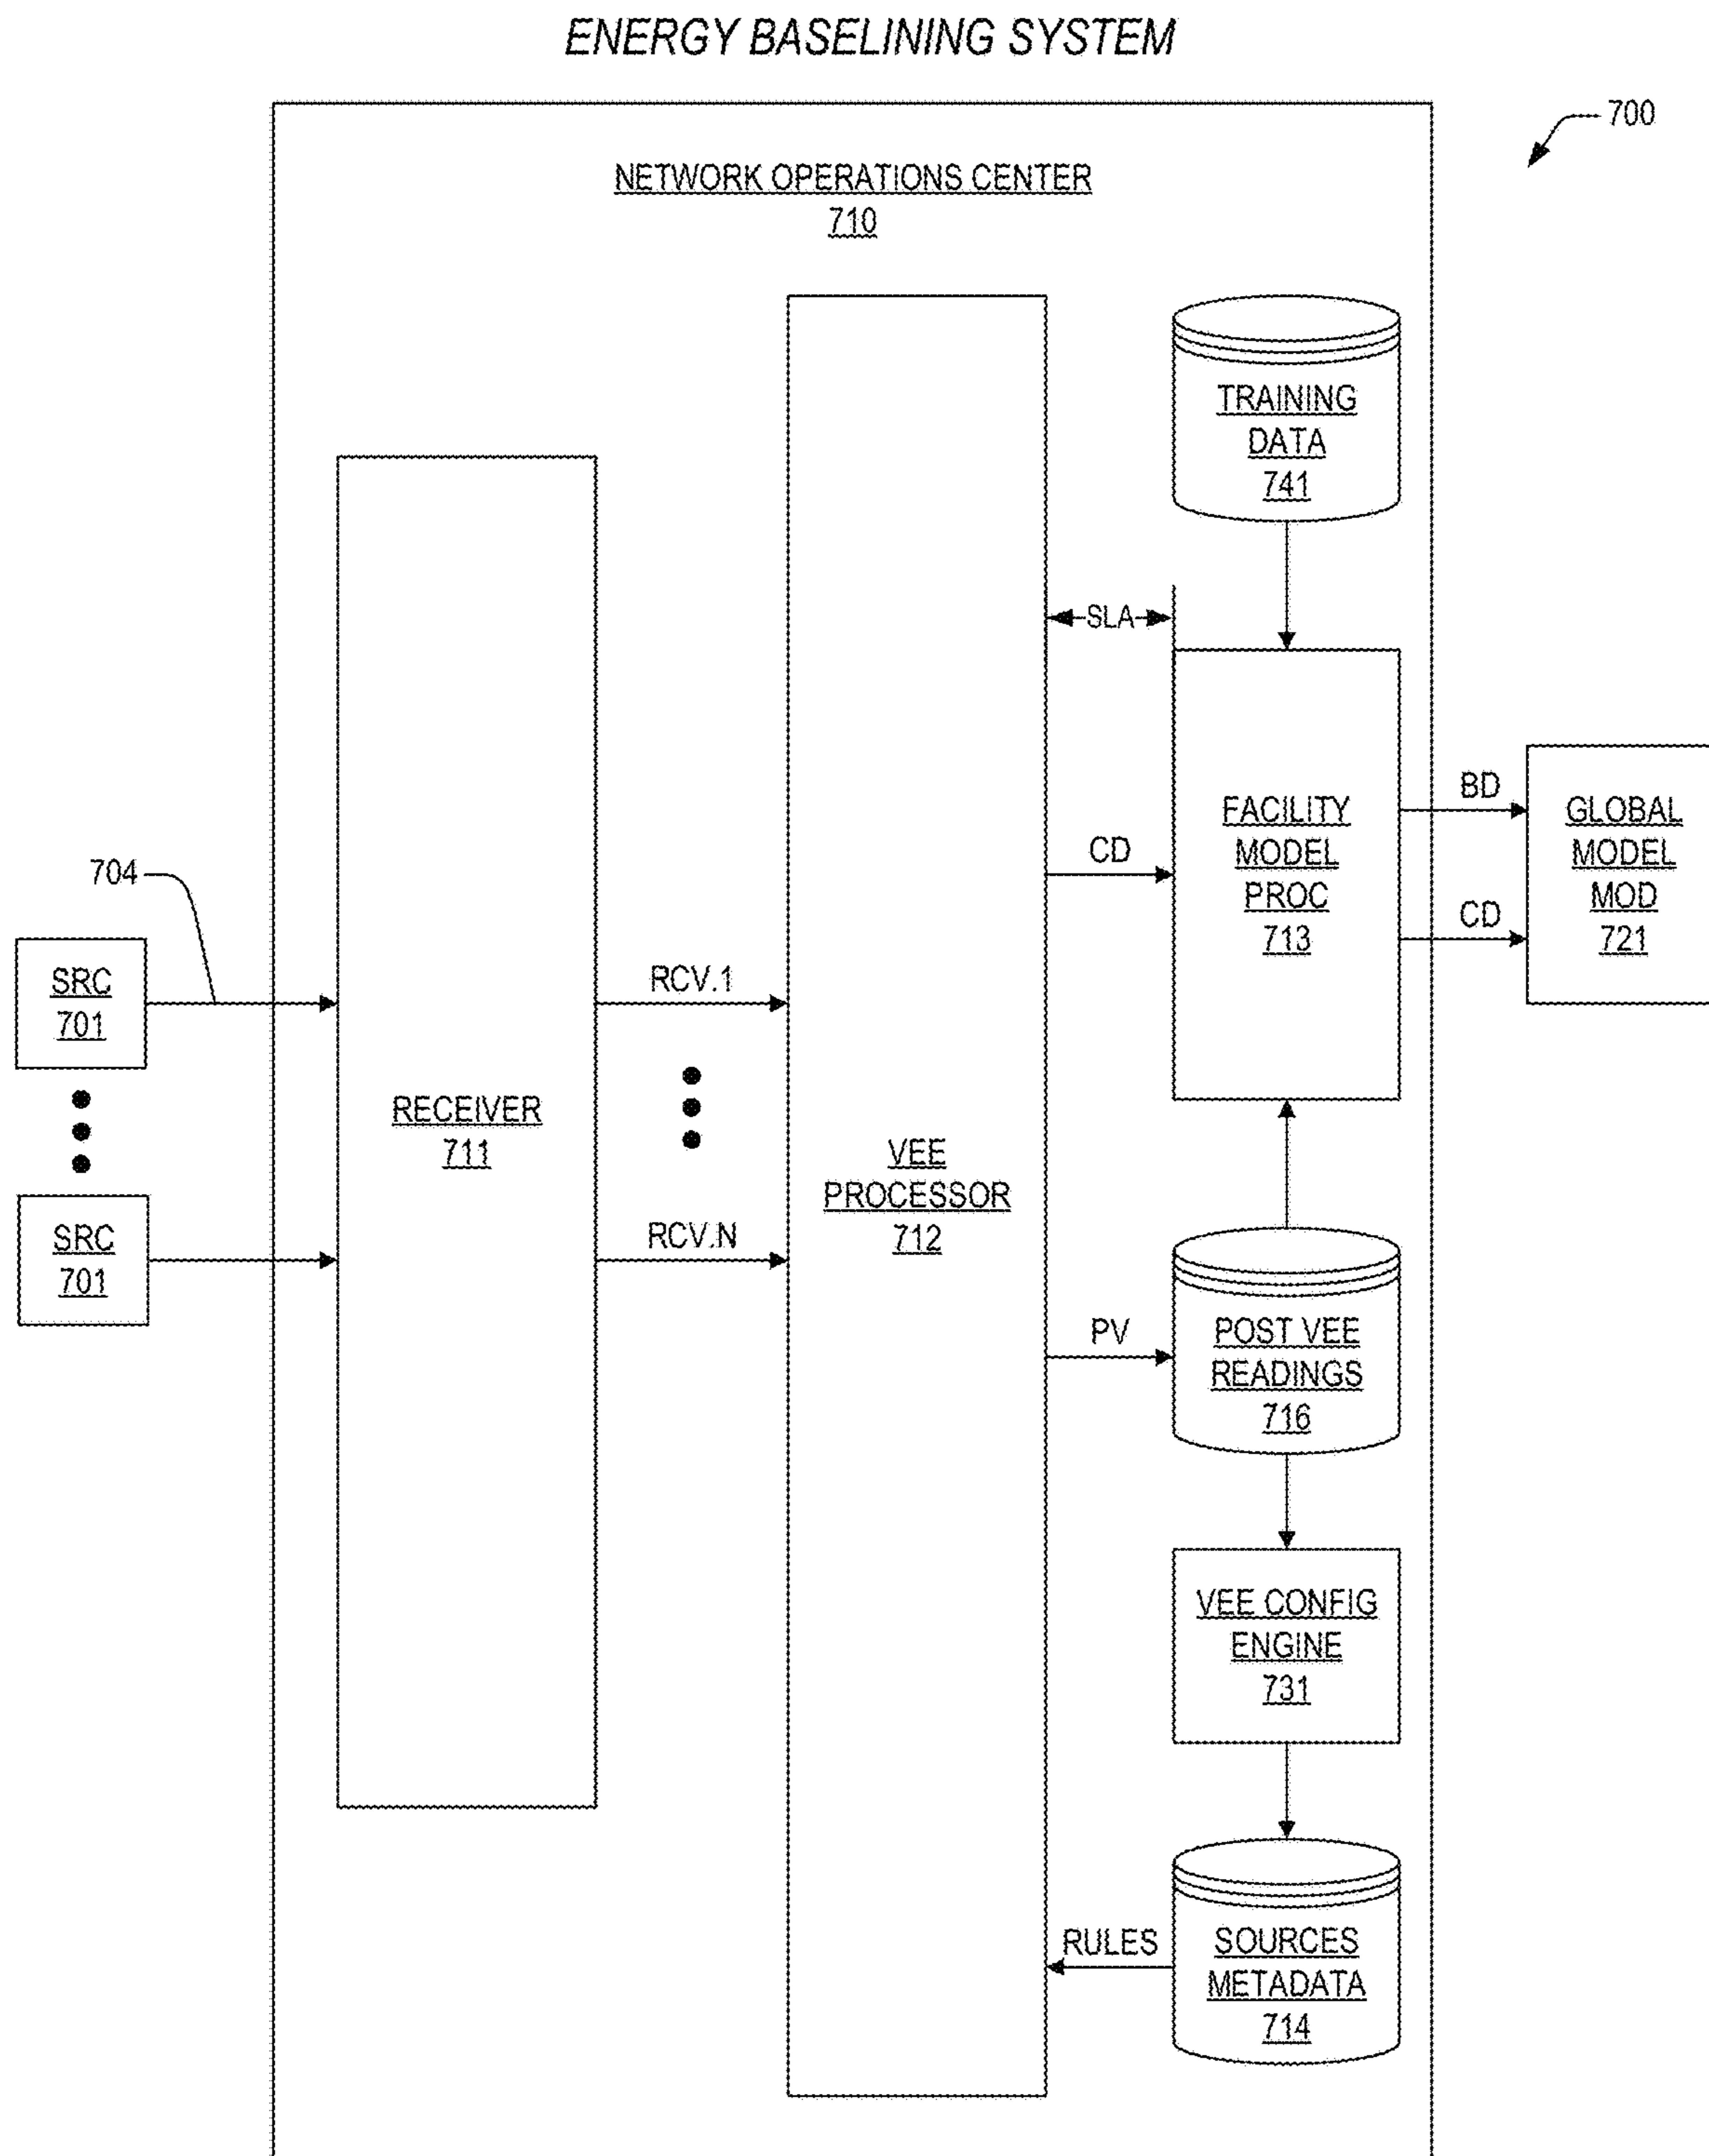 ENERGY BASELINING SYSTEM
700
NETWORK OPERATIONS CENTER
710
TRAINING
DATA
741
SLA
FACILITY
MODEL
PROC
713
BD
CD
GLOBAL
MODEL
MOD
721
CD
704
SRC
701
SRC
701
RECEIVER
711
RCV.1
RCV.N
VEE
PROCESSOR
712
PV
POST VEE
READINGS
716
VEE CONFIG
ENGINE
731
RULES
SOURCES
METADATA
714